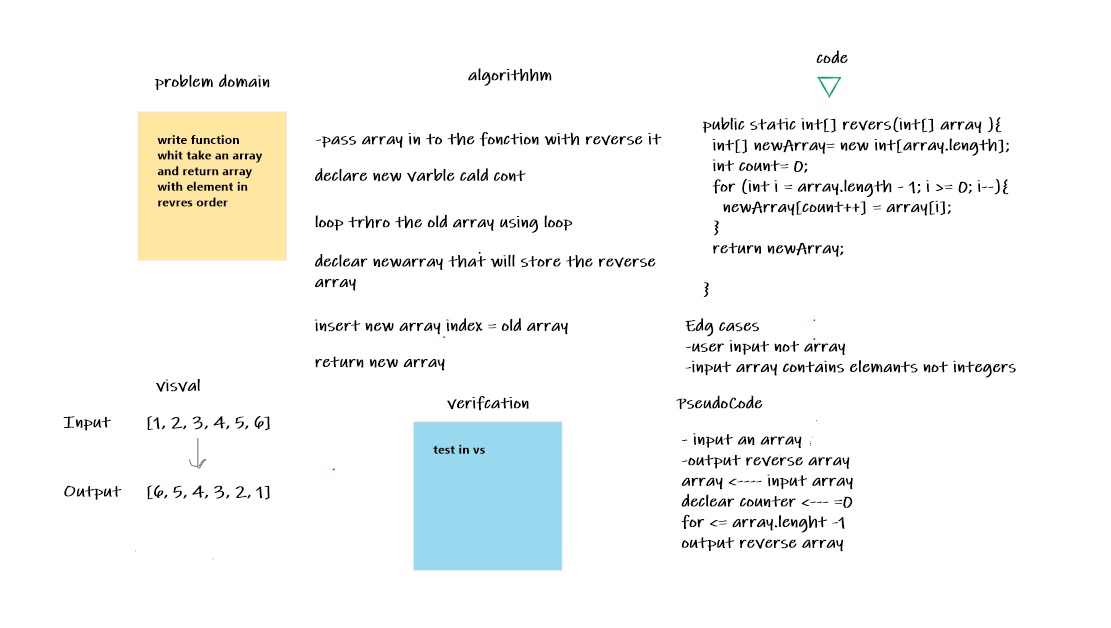 problem domain
write function
whit take an array
and return array
with element in
revres order
algorithhm
-pass array in to the fonction with reverse it
declare new varble cald cont
loop trhro the old array using loop
declear newarray that will store the reverse
array
insert new array index = old array
return new array
code
public static int[] revers(int[] array ){
int[] newArray= new int[array.length];
int count= 0;
for (int i = array.length - 1; i >= 0; i--){
newArray[count++] = array[i];
}
return newArray;
}
Edg cases
-user input not array
-input array contains elemants not integers
visval
Input [1, 2, 3, 4, 5, 6]
Output [6, 5, 4, 3, 2, 1]
verifcation
test in vs
PseudoCode
- input an array
-output reverse array
array <---- input array
declear counter <--- =0
for <= array.lenght -1
output reverse array